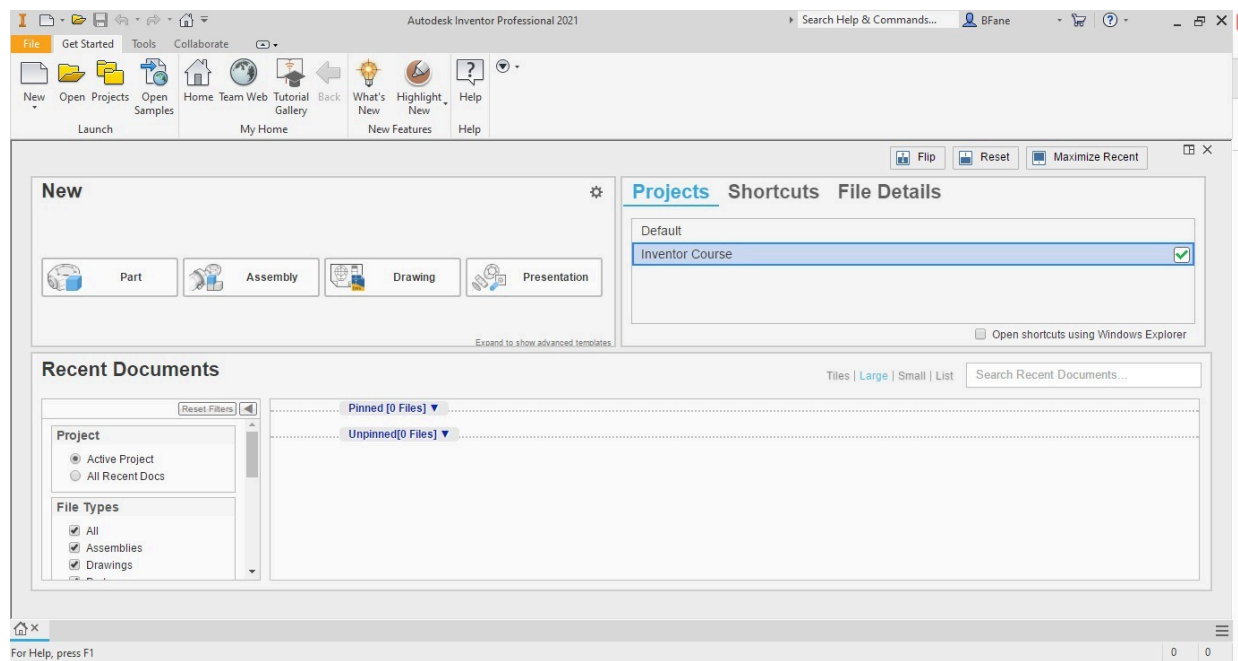 Autodesk Inventor Professional 2021
Search Help & Commands...
BFane
File
Get Started
Tools
Collaborate
New
Open
Projects
Open
Samples
Home
Team Web
Tutorial
Gallery
Back
What's
New
Highlight
New
Help
Launch
My Home
New Features
Help
Flip
Reset
Maximize Recent
New
Part
Assembly
Drawing
Presentation
Expand to show advanced templates
Projects
Shortcuts
File Details
Default
Inventor Course
Open shortcuts using Windows Explorer
Recent Documents
Tiles | Large | Small | List
Search Recent Documents...
Reset Filters
Project
Active Project
All Recent Docs
File Types
All
Assemblies
Drawings
Pinned [0 Files] ▼
Unpinned[0 Files] ▼
For Help, press F1
0 0